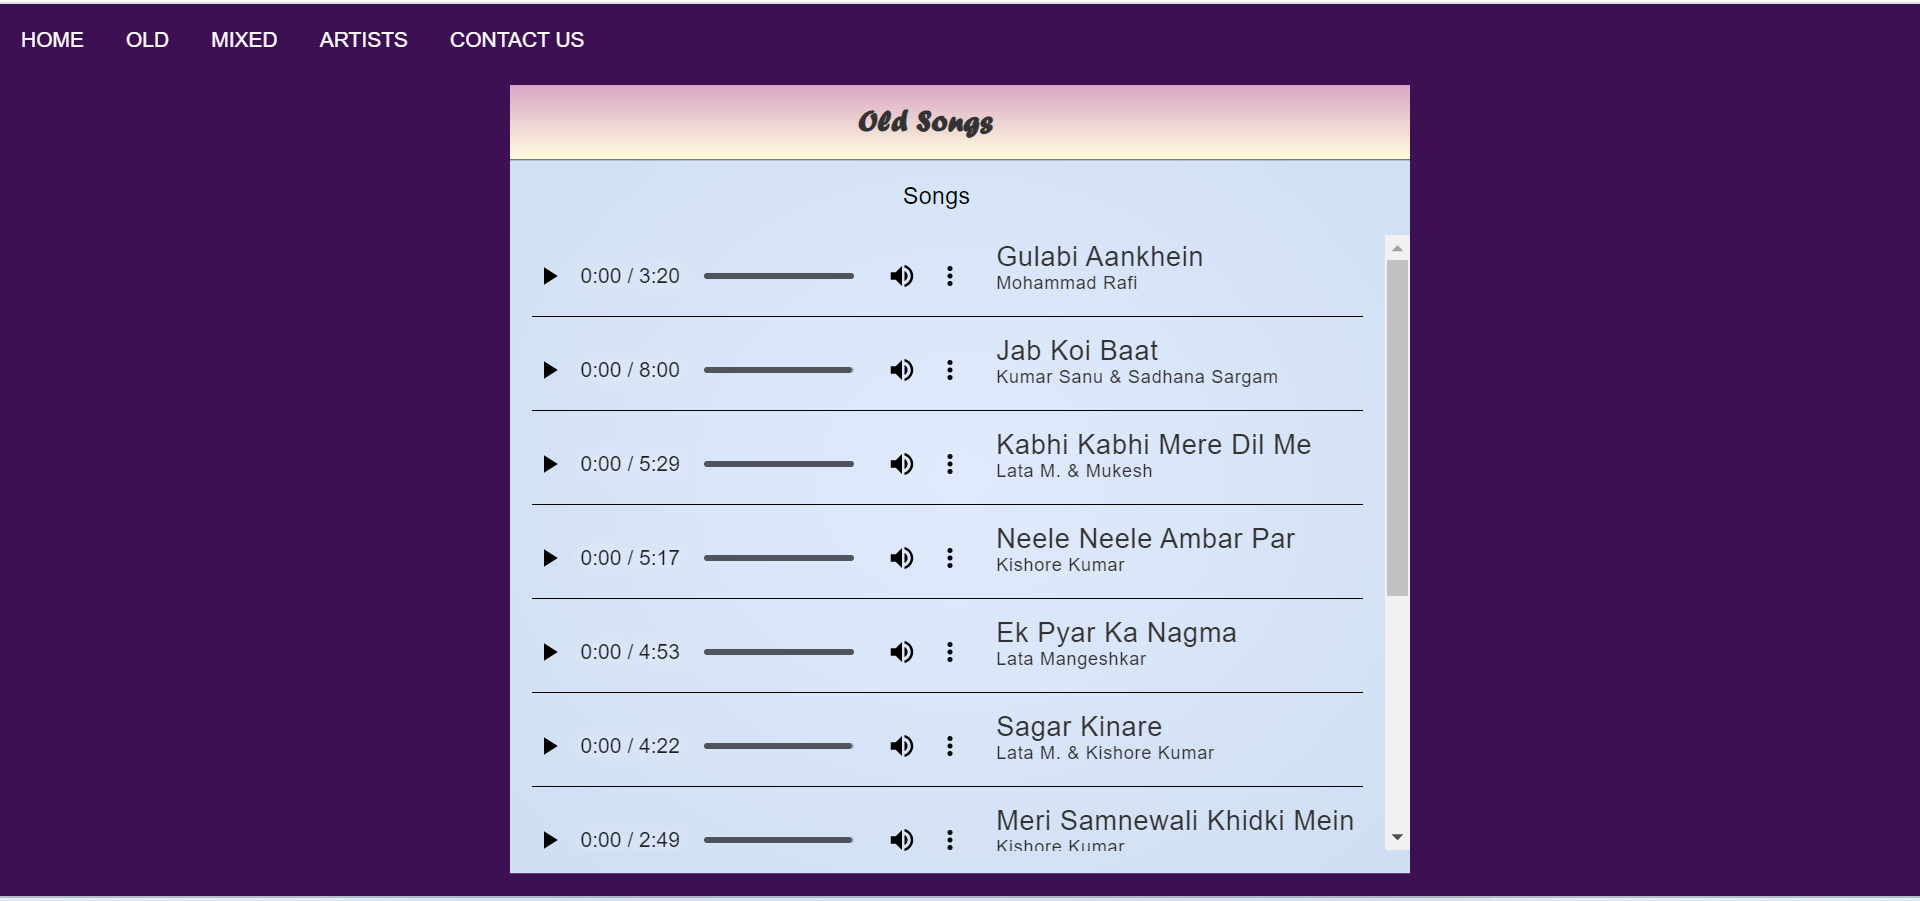 HOME OLD MIXED ARTISTS CONTACT US
Old Songs
Songs
0:00 / 3:20 Gulabi Aankhein
Mohammad Rafi
0:00 / 8:00 Jab Koi Baat
Kumar Sanu & Sadhana Sargam
0:00 / 5:29 Kabhi Kabhi Mere Dil Me
Lata M. & Mukesh
0:00 / 5:17 Neele Neele Ambar Par
Kishore Kumar
0:00 / 4:53 Ek Pyar Ka Nagma
Lata Mangeshkar
0:00 / 4:22 Sagar Kinare
Lata M. & Kishore Kumar
0:00 / 2:49 Meri Samnewali Khidki Mein
Kishore Kumar